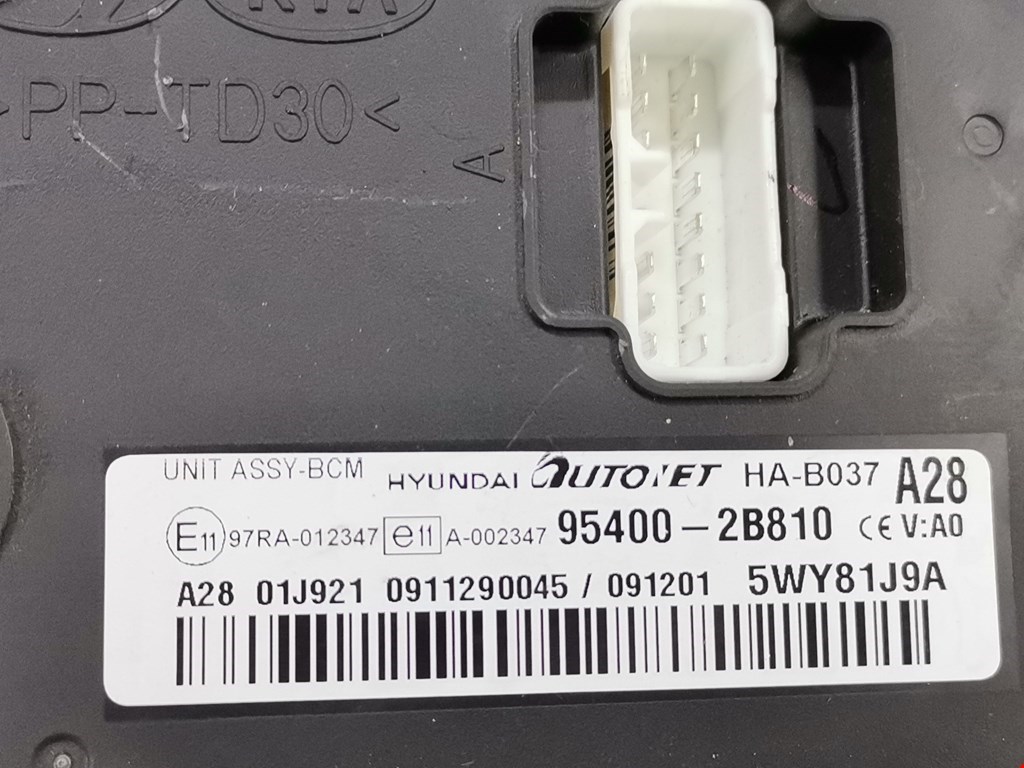 KIA
>PP-TD30<
A
UNIT ASSY-BCM HYUNDAI AUTONET HA-B037 A28
E11 97RA-012347 e11 A-002347 95400-2B810 CE V:A0
A28 01J921 0911290045 / 091201 5WY81J9A